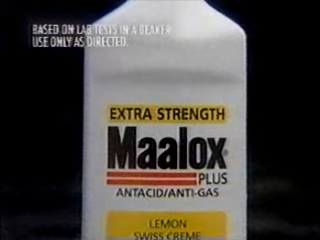 BASED ON LAB TESTS IN A BEAKER
USE ONLY AS DIRECTED.
EXTRA STRENGTH
Maalox®
PLUS
ANTACID/ANTI-GAS
LEMON
SWISS CREME